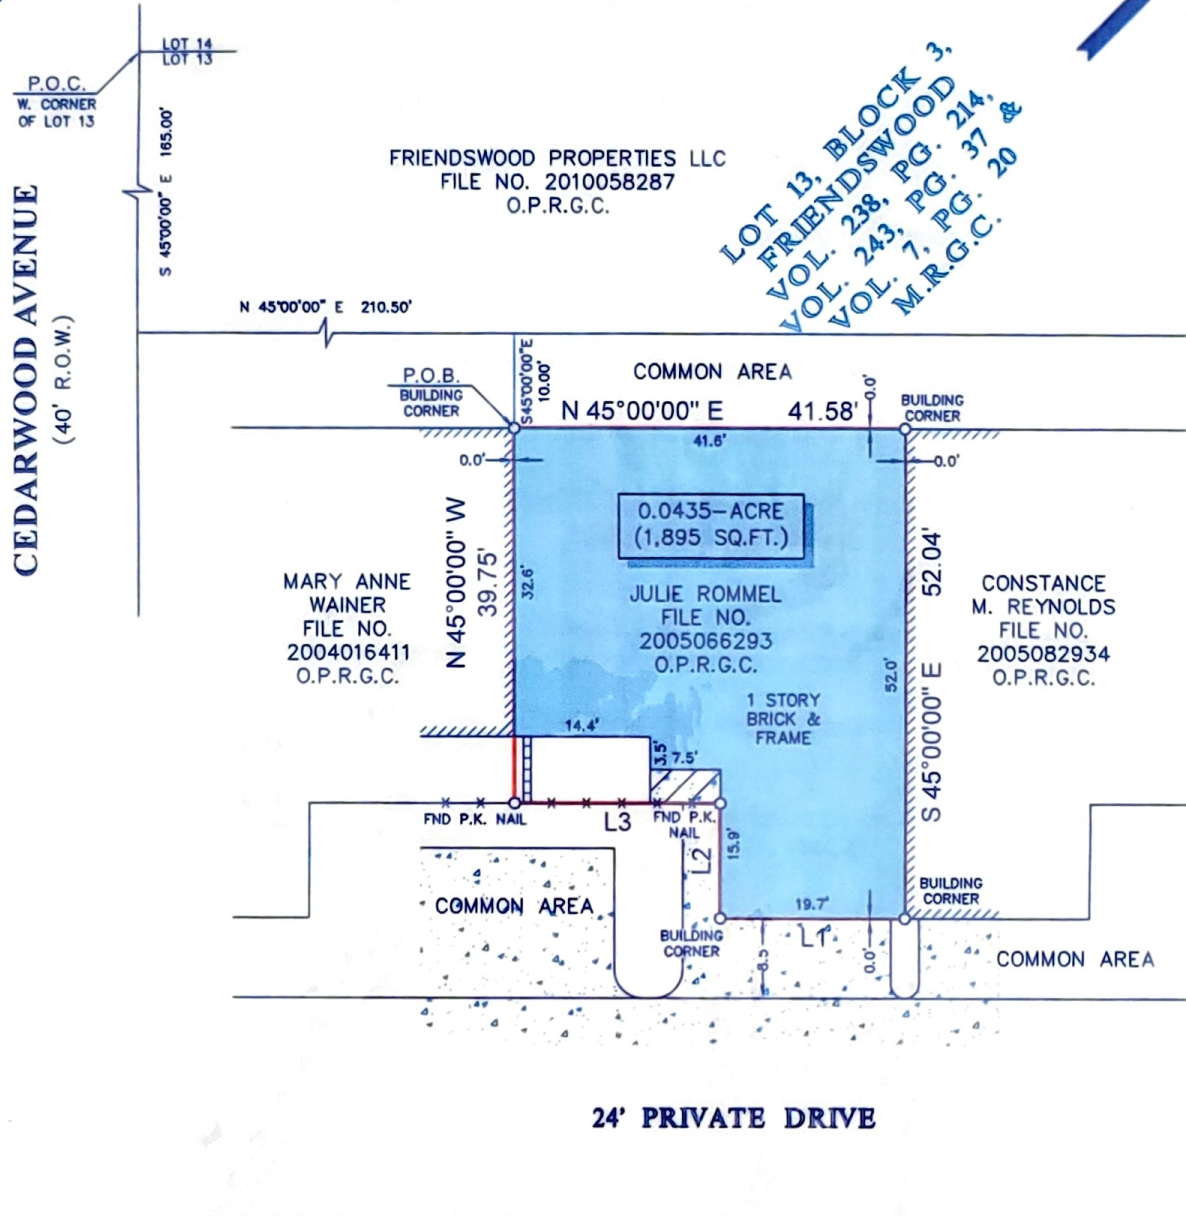 LOT 14
LOT 13
P.O.C.
W. CORNER
OF LOT 13
S 45°00'00" E 165.00'
CEDARWOOD AVENUE
(40' R.O.W.)
FRIENDSWOOD PROPERTIES LLC
FILE NO. 2010058287
O.P.R.G.C.
LOT 13, BLOCK 3,
FRIENDSWOOD
VOL. 238, PG. 214,
VOL. 243, PG. 37 &
VOL. 7, PG. 20
M.R.G.C.
N 45°00'00" E 210.50'
S45°00'00"E
10.00'
COMMON AREA
P.O.B.
BUILDING
CORNER
N 45°00'00" E 41.58'
0.0'
BUILDING
CORNER
41.6'
0.0'
0.0'
0.0435-ACRE
(1,895 SQ.FT.)
N 45°00'00" W
39.75'
32.6'
MARY ANNE
WAINER
FILE NO.
2004016411
O.P.R.G.C.
JULIE ROMMEL
FILE NO.
2005066293
O.P.R.G.C.
1 STORY
BRICK &
FRAME
52.0'
S 45°00'00" E 52.04'
CONSTANCE
M. REYNOLDS
FILE NO.
2005082934
O.P.R.G.C.
14.4'
3.5'
7.5'
FND P.K. NAIL
L3
FND P.K.
NAIL
L2
15.9'
COMMON AREA
19.7'
BUILDING
CORNER
BUILDING
CORNER
L1
8.5'
0.0'
COMMON AREA
24' PRIVATE DRIVE